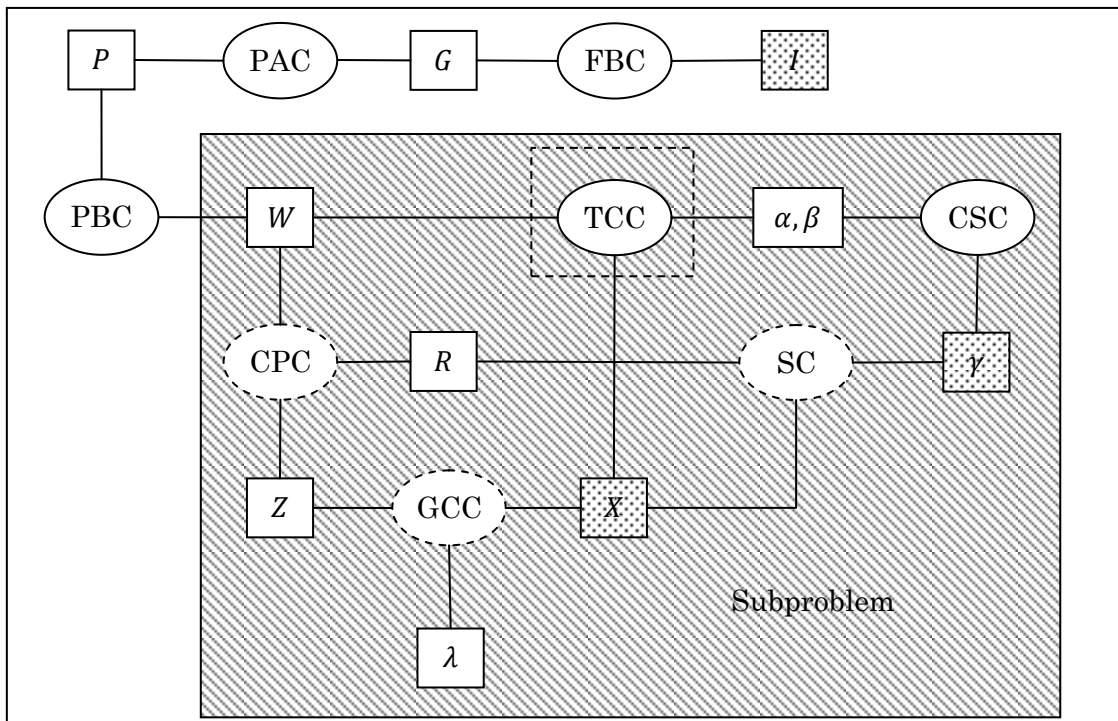 P PAC G FBC I
PBC W TCC α, β CSC
CPC R SC γ
Z GCC X
Subproblem
λ